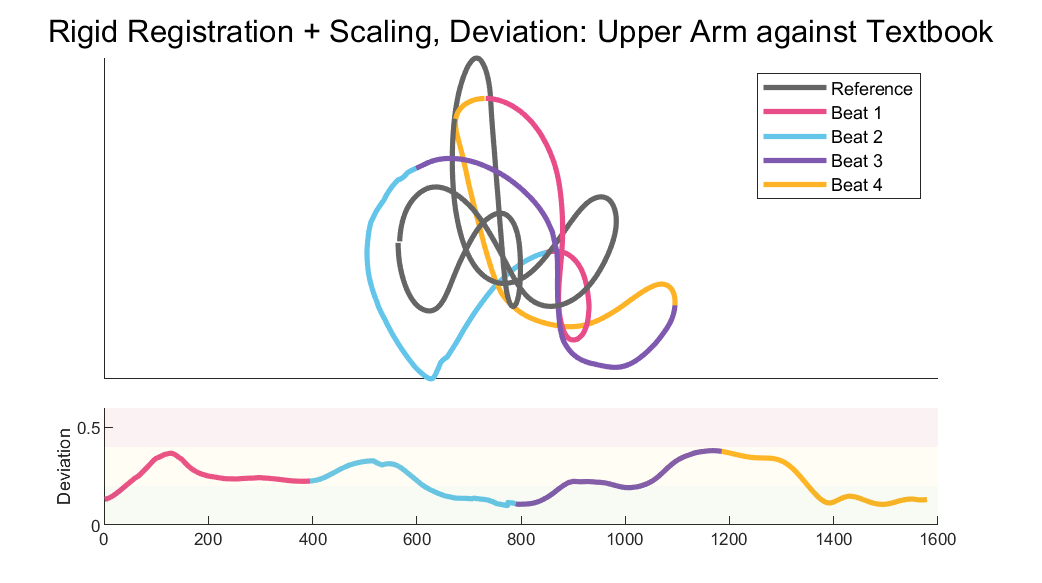 Rigid Registration + Scaling, Deviation: Upper Arm against Textbook
Reference
Beat 1
Beat 2
Beat 3
Beat 4
Deviation
0.5
0
0 200 400 600 800 1000 1200 1400 1600